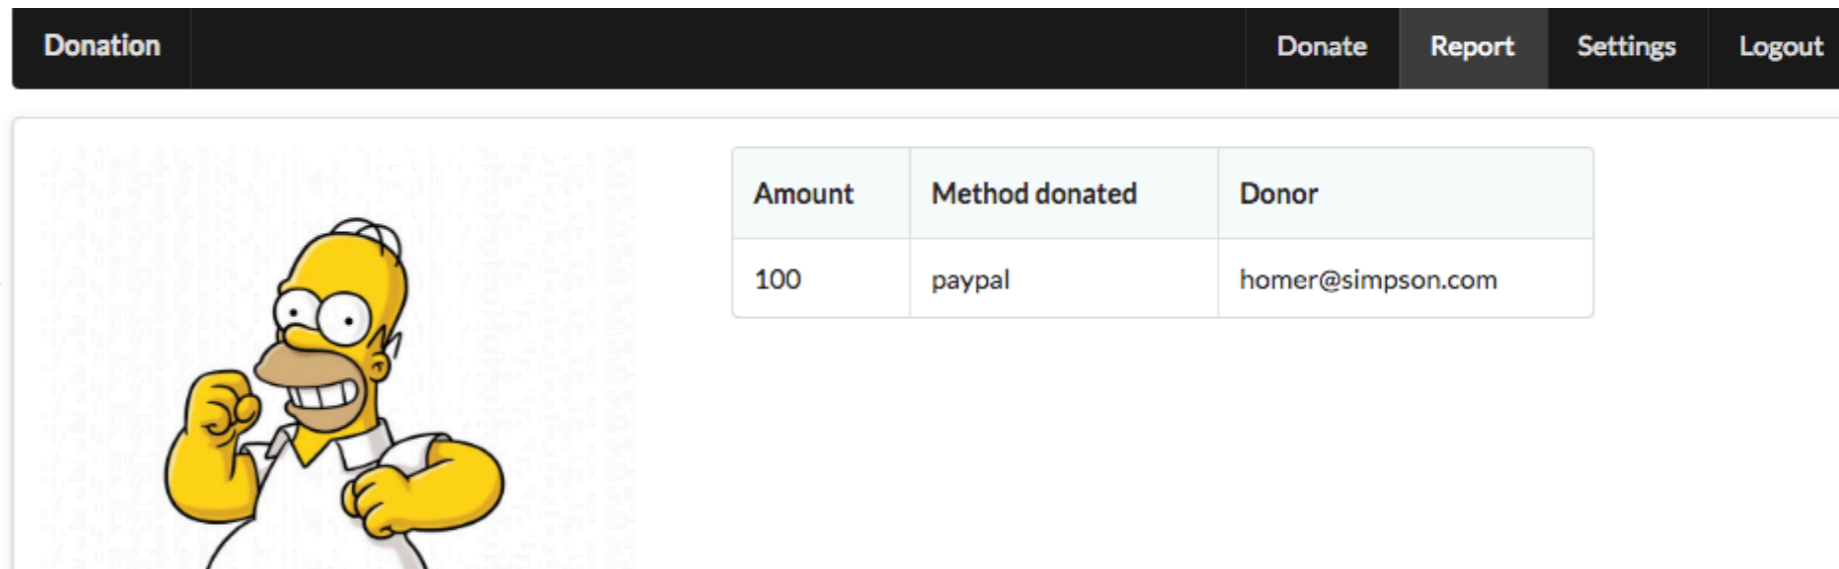 Donation Donate Report Settings Logout
Amount Method donated Donor
100 paypal homer@simpson.com